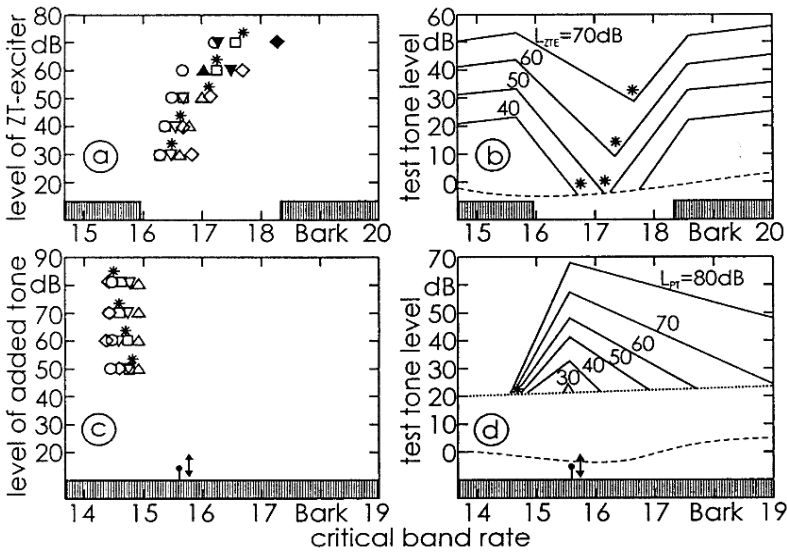 80
dB
60
50
40
30
20
level of ZT-exciter
a
15 16 17 18 Bark 20
60
dB
40
30
20
10
0
test tone level
L_ZTE = 70dB
60
50
40
b
15 16 17 18 Bark 20
90
dB
70
60
50
40
30
20
level of added tone
c
14 15 16 17 Bark 19
70
dB
50
40
30
20
10
0
test tone level
L_PT = 80dB
70
60
50
40
30
d
14 15 16 17 Bark 19
critical band rate